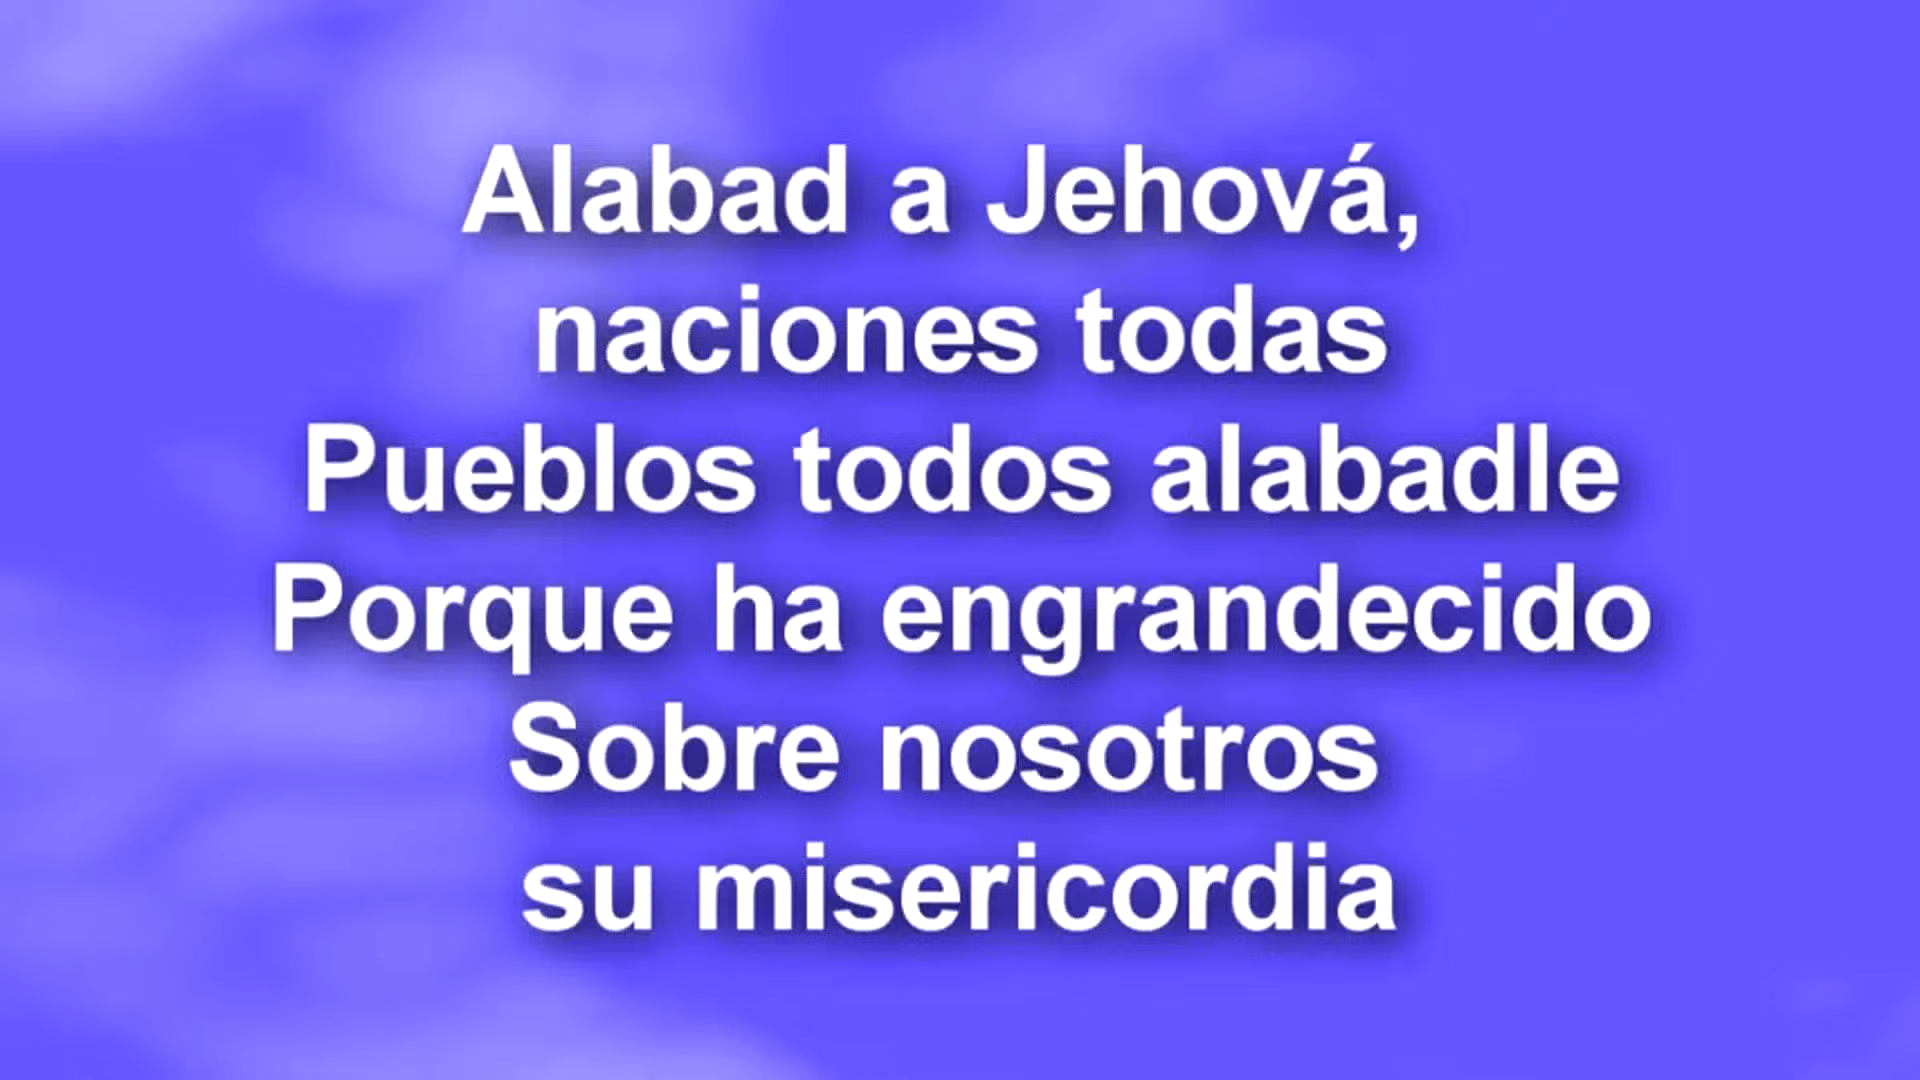 Alabad a Jehová,
naciones todas
Pueblos todos alabadle
Porque ha engrandecido
Sobre nosotros
su misericordia